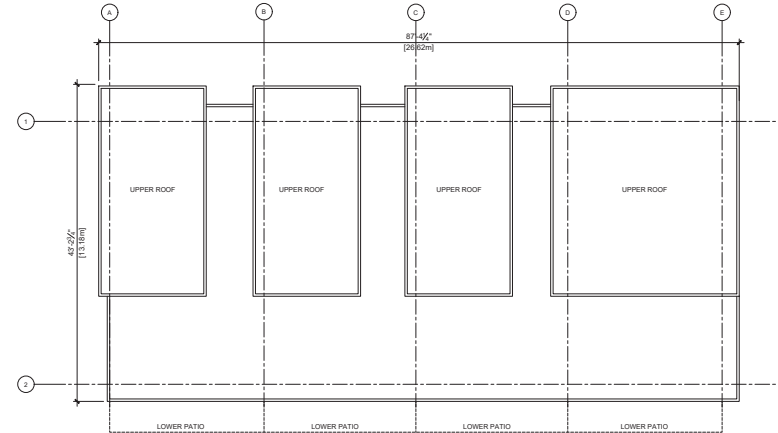 A B C D E
87'-4¼"
[26.62m]
1
UPPER ROOF UPPER ROOF UPPER ROOF UPPER ROOF
43'-2¾"
[13.18m]
2
LOWER PATIO LOWER PATIO LOWER PATIO LOWER PATIO